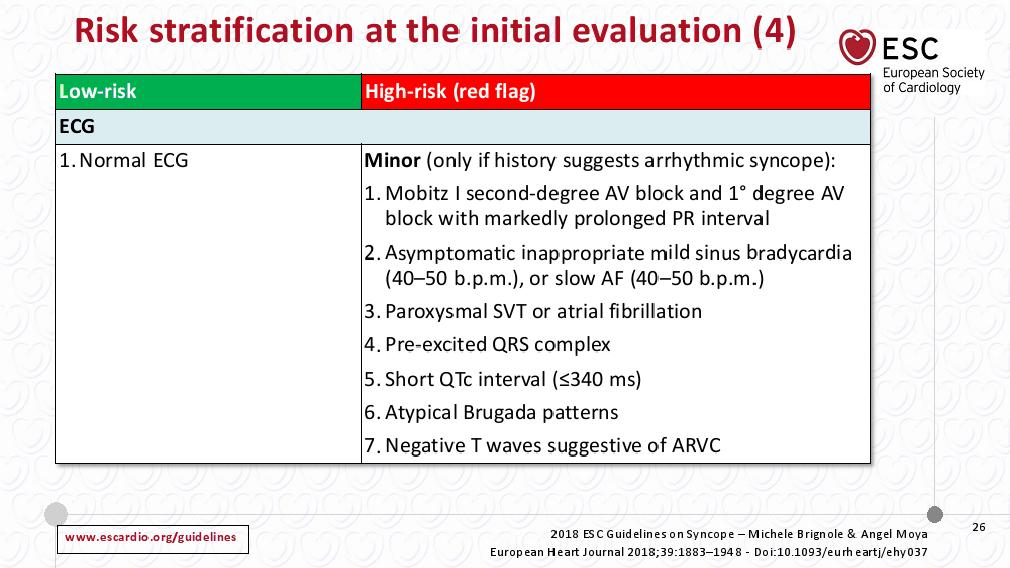 Risk stratification at the initial evaluation (4)
ESC
European Society
of Cardiology
Low-risk
High-risk (red flag)
ECG
1. Normal ECG
Minor (only if history suggests arrhythmic syncope):
1. Mobitz I second-degree AV block and 1° degree AV
block with markedly prolonged PR interval
2. Asymptomatic inappropriate mild sinus bradycardia
(40–50 b.p.m.), or slow AF (40–50 b.p.m.)
3. Paroxysmal SVT or atrial fibrillation
4. Pre-excited QRS complex
5. Short QTc interval (≤340 ms)
6. Atypical Brugada patterns
7. Negative T waves suggestive of ARVC
www.escardio.org/guidelines
2018 ESC Guidelines on Syncope – Michele Brignole & Angel Moya
European Heart Journal 2018;39:1883–1948 - Doi:10.1093/eurheartj/ehy037
26